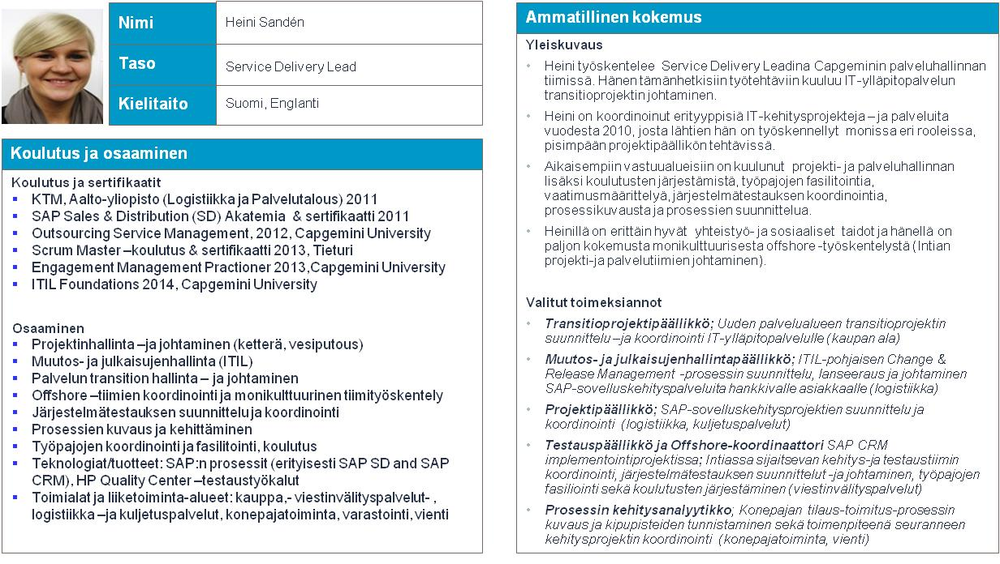 Nimi
Heini Sandén
Taso
Service Delivery Lead
Kielitaito
Suomi, Englanti
Koulutus ja osaaminen
Koulutus ja sertifikaatit
▪ KTM, Aalto-yliopisto (Logistiikka ja Palvelutalous) 2011
▪ SAP Sales & Distribution (SD) Akatemia & sertifikaatti 2011
▪ Outsourcing Service Management, 2012, Capgemini University
▪ Scrum Master –koulutus & sertifikaatti 2013, Tieturi
▪ Engagement Management Practioner 2013,Capgemini University
▪ ITIL Foundations 2014, Capgemini University
Osaaminen
▪ Projektinhallinta –ja johtaminen (ketterä, vesiputous)
▪ Muutos- ja julkaisujenhallinta (ITIL)
▪ Palvelun transition hallinta – ja johtaminen
▪ Offshore –tiimien koordinointi ja monikulttuurinen tiimityöskentely
▪ Järjestelmätestauksen suunnittelu ja koordinointi
▪ Prosessien kuvaus ja kehittäminen
▪ Työpajojen koordinointi ja fasilitointi, koulutus
▪ Teknologiat/tuotteet: SAP:n prosessit (erityisesti SAP SD and SAP
CRM), HP Quality Center –testaustyökalut
▪ Toimialat ja liiketoiminta-alueet: kauppa,- viestinvälityspalvelut- ,
logistiikka –ja kuljetuspalvelut, konepajatoiminta, varastointi, vienti
Ammatillinen kokemus
Yleiskuvaus
• Heini työskentelee Service Delivery Leadina Capgeminin palveluhallinnan
tiimissä. Hänen tämänhetkisiin työtehtäviin kuuluu IT-ylläpitopalvelun
transitioprojektin johtaminen.
• Heini on koordinoinut erityyppisiä IT-kehitysprojekteja – ja palveluita
vuodesta 2010, josta lähtien hän on työskennellyt monissa eri rooleissa,
pisimpään projektipäällikön tehtävissä.
• Aikaisempiin vastuualueisiin on kuulunut projekti- ja palveluhallinnan
lisäksi koulutusten järjestämistä, työpajojen fasilitointia,
vaatimusmäärittelyä, järjestelmätestauksen koordinointia,
prosessikuvausta ja prosessien suunnittelua.
• Heinillä on erittäin hyvät yhteistyö- ja sosiaaliset taidot ja hänellä on
paljon kokemusta monikulttuurisesta offshore -työskentelystä (Intian
projekti-ja palvelutiimien johtaminen).
Valitut toimeksiannot
• Transitioprojektipäällikkö; Uuden palvelualueen transitioprojektin
suunnittelu –ja koordinointi IT-ylläpitopalvelulle (kaupan ala)
• Muutos- ja julkaisujenhallintapäällikkö; ITIL-pohjaisen Change &
Release Management -prosessin suunnittelu, lanseeraus ja johtaminen
SAP-sovelluskehityspalveluita hankkivalle asiakkaalle (logistiikka)
• Projektipäällikkö; SAP-sovelluskehitysprojektien suunnittelu ja
koordinointi (logistiikka, kuljetuspalvelut)
• Testauspäällikkö ja Offshore-koordinaattori SAP CRM
implementointiprojektissa; Intiassa sijaitsevan kehitys-ja testaustiimin
koordinointi, järjestelmätestauksen suunnittelut -ja johtaminen, työpajojen
fasiliointi sekä koulutusten järjestäminen (viestinvälityspalvelut)
• Prosessin kehitysanalyytikko; Konepajan tilaus-toimitus-prosessin
kuvaus ja kipupisteiden tunnistaminen sekä toimenpiteenä seuranneen
kehitysprojektin koordinointi (konepajatoiminta, vienti)